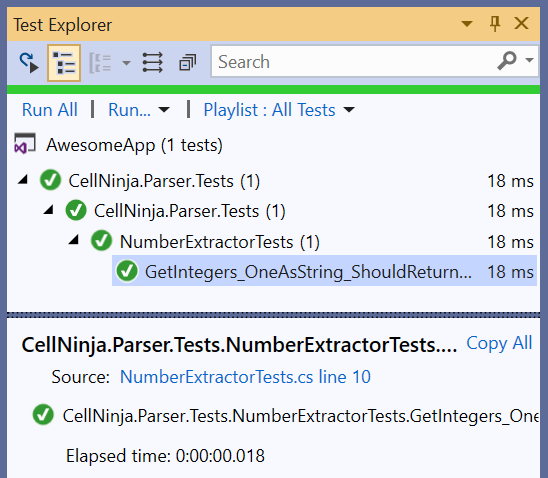 Test Explorer
Search
Run All | Run... | Playlist : All Tests
AwesomeApp (1 tests)
CellNinja.Parser.Tests (1) 18 ms
CellNinja.Parser.Tests (1) 18 ms
NumberExtractorTests (1) 18 ms
GetIntegers_OneAsString_ShouldReturn... 18 ms
CellNinja.Parser.Tests.NumberExtractorTests.... Copy All
Source: NumberExtractorTests.cs line 10
CellNinja.Parser.Tests.NumberExtractorTests.GetIntegers_One
Elapsed time: 0:00:00.018